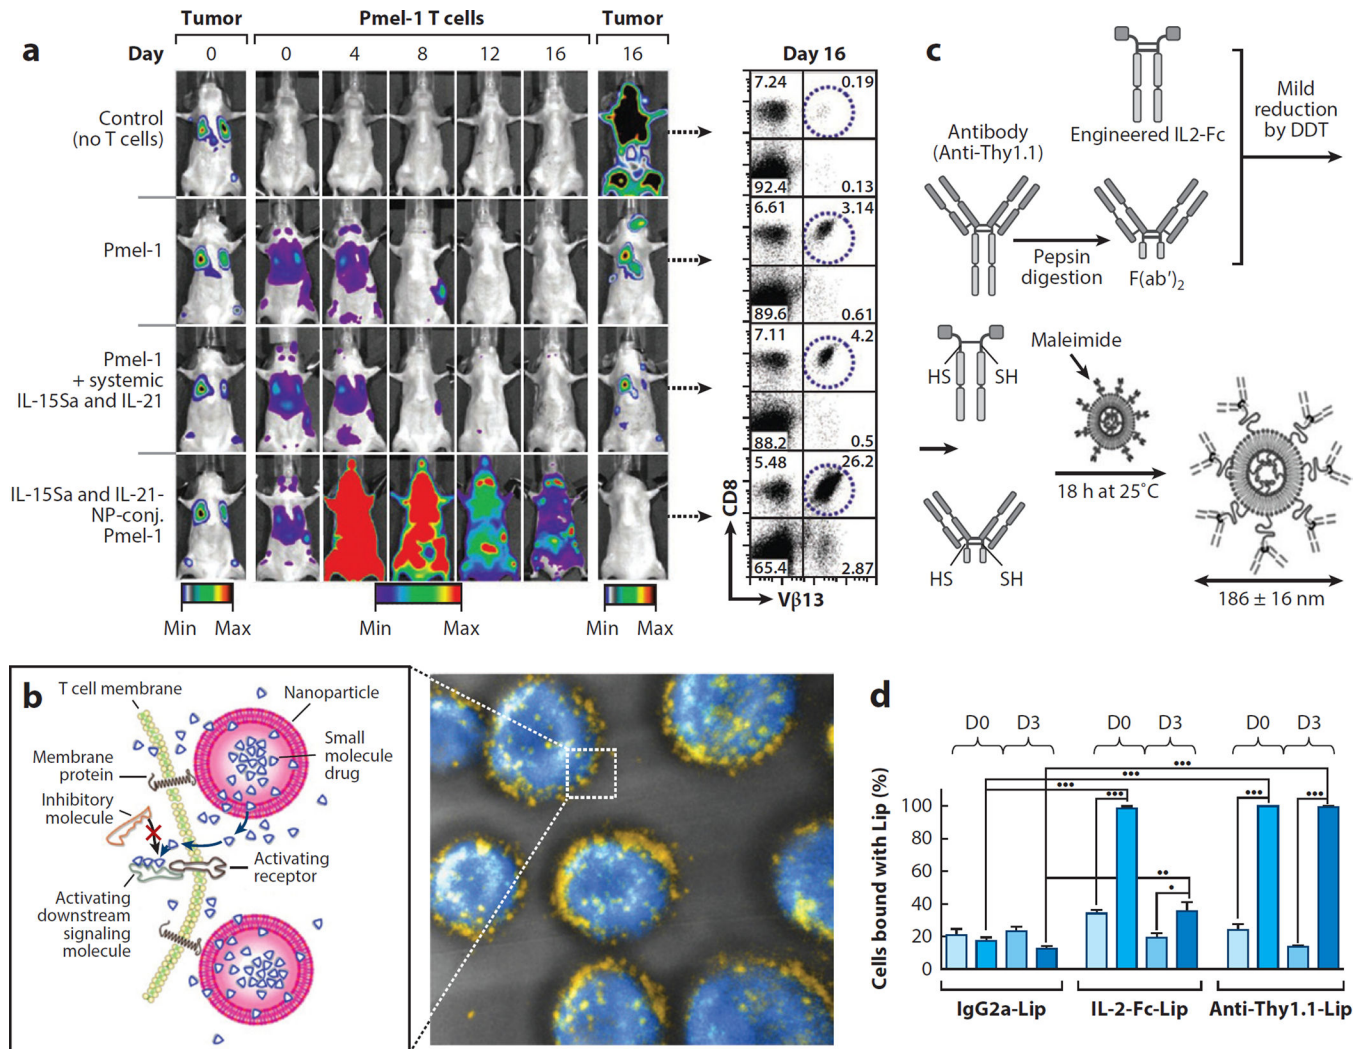 a
Tumor Pmel-1 T cells Tumor
Day 0 0 4 8 12 16 16
Control
(no T cells)
Pmel-1
Pmel-1
+ systemic
IL-15Sa and IL-21
IL-15Sa and IL-21-
NP-conj.
Pmel-1
Min Max
Min Max
Min Max
Day 16
7.24 0.19
92.4 0.13
6.61 3.14
89.6 0.61
7.11 4.2
88.2 0.5
5.48 26.2
65.4 2.87
CD8
Vβ13
c
Engineered IL2-Fc
Mild
reduction
by DDT
Antibody
(Anti-Thy1.1)
Pepsin
digestion
F(ab′)2
HS SH
Maleimide
18 h at 25˚C
HS SH
186 ± 16 nm
b
T cell membrane
Nanoparticle
Small
molecule
drug
Membrane
protein
Inhibitory
molecule
Activating
receptor
Activating
downstream
signaling
molecule
d
D0 D3 D0 D3 D0 D3
•••
••• •••
••• ••• •••
••
•
Cells bound with Lip (%)
100
80
60
40
20
0
IgG2a-Lip IL-2-Fc-Lip Anti-Thy1.1-Lip